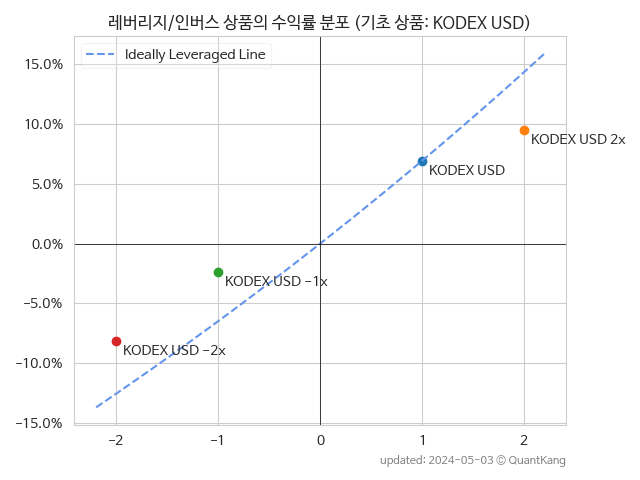 레버리지/인버스 상품의 수익률 분포 (기초 상품: KODEX USD)
Ideally Leveraged Line
15.0%
10.0%
5.0%
0.0%
−5.0%
−10.0%
−15.0%
KODEX USD 2x
KODEX USD
KODEX USD −1x
KODEX USD −2x
−2
−1
0
1
2
updated: 2024-05-03 © QuantKang